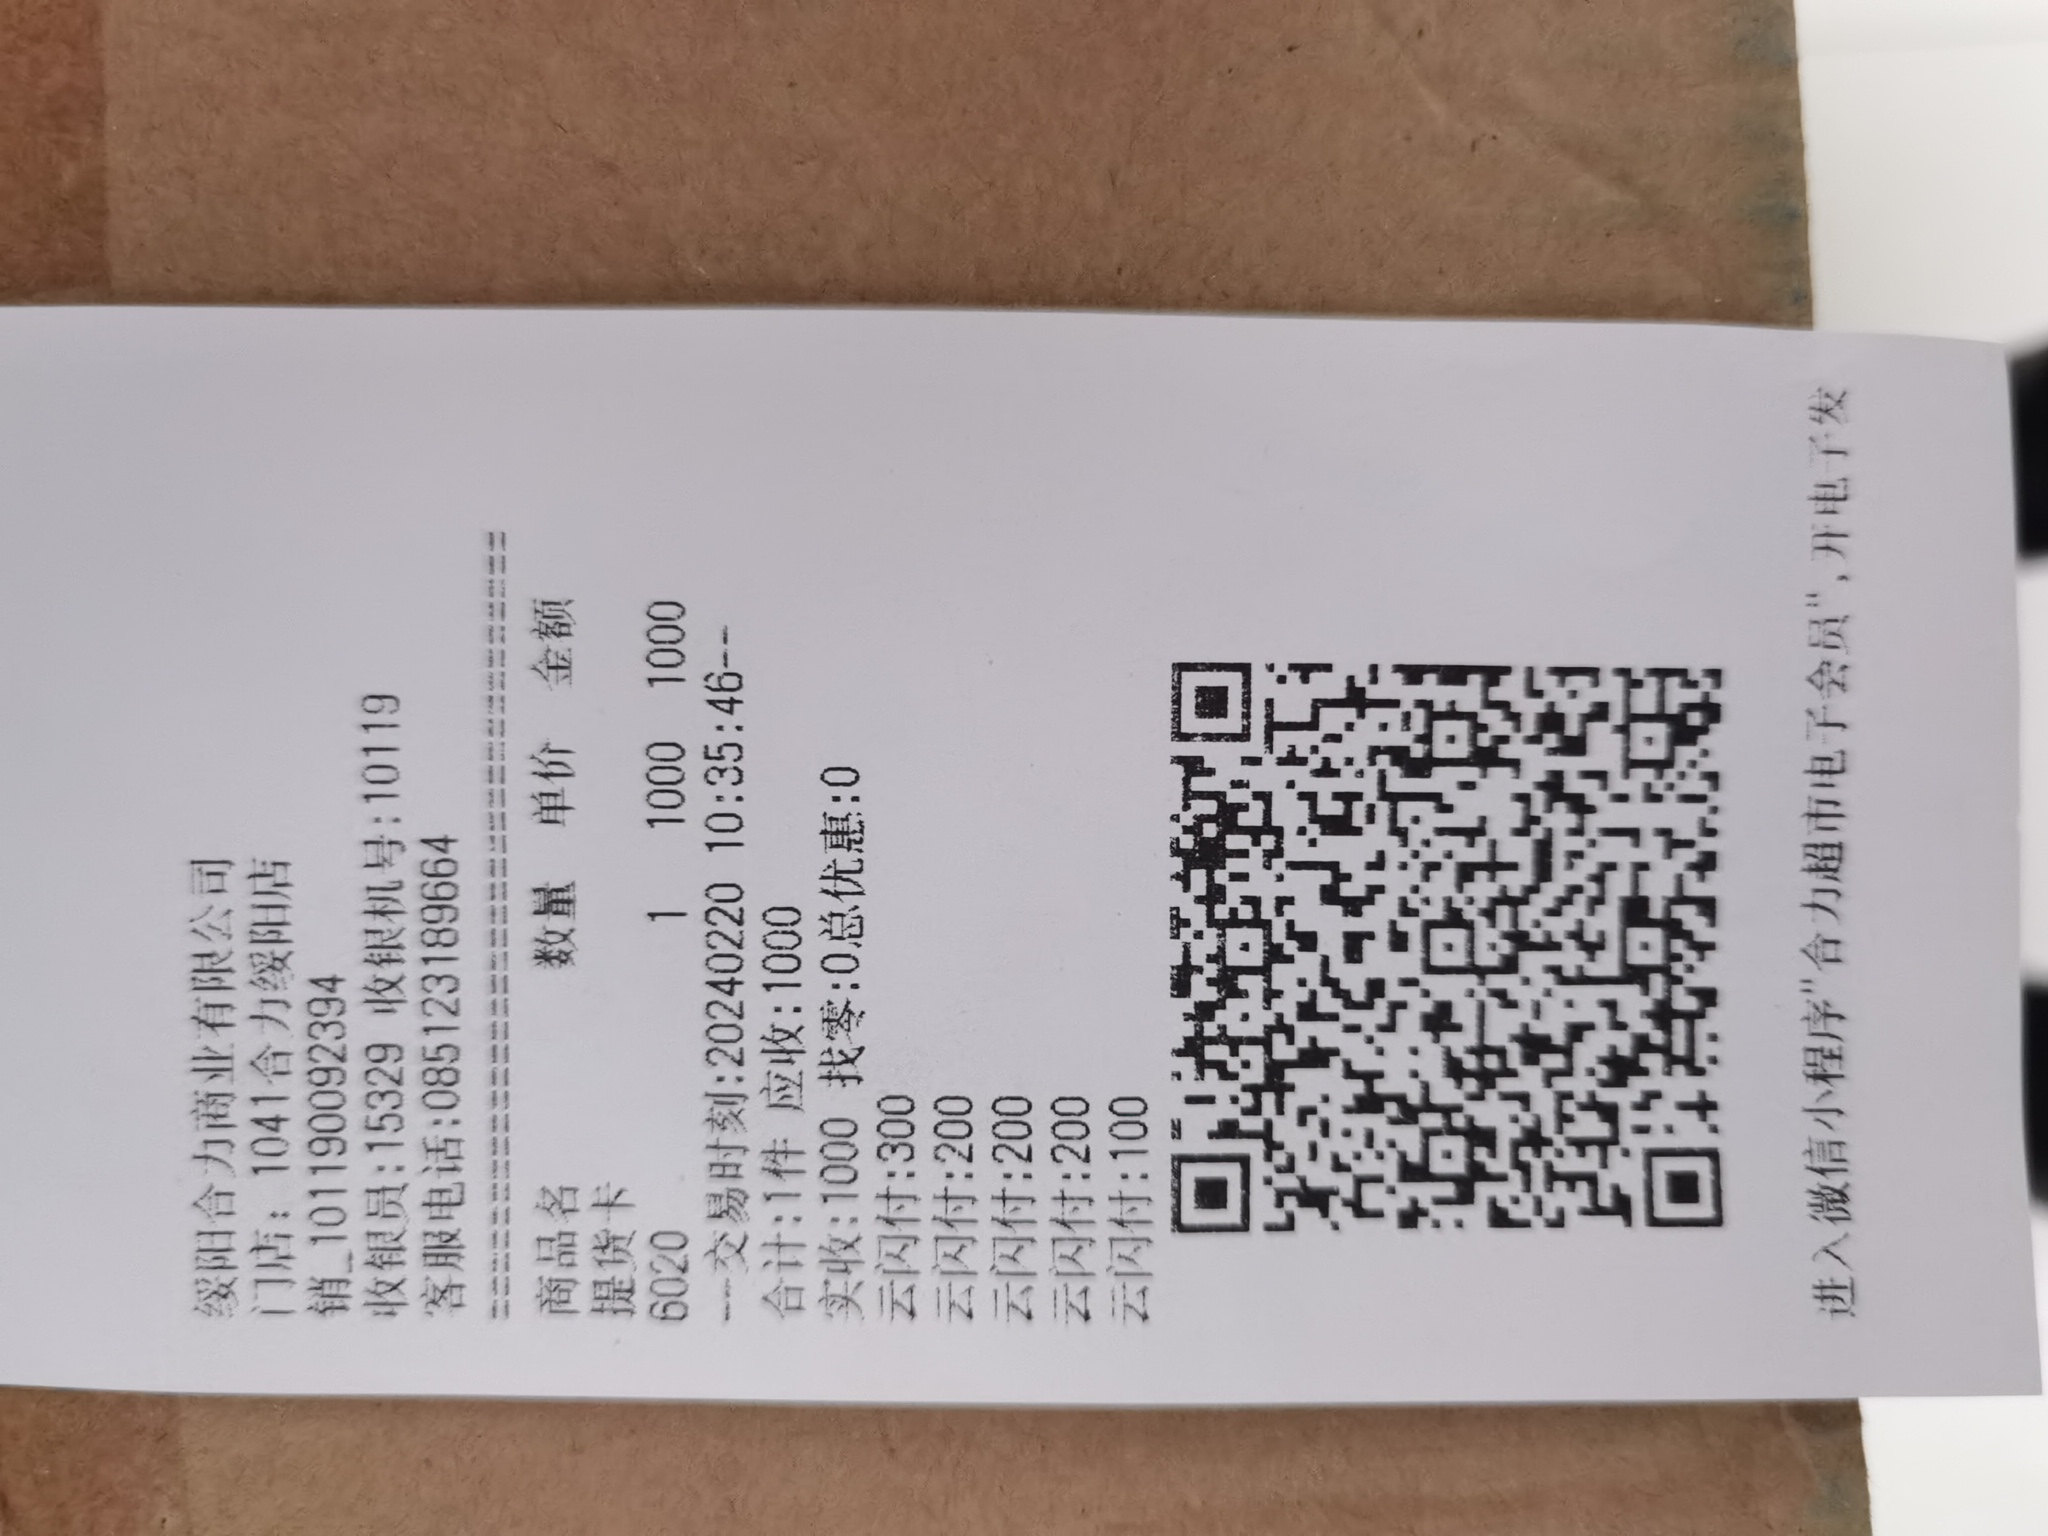 绥阳合力商业有限公司
门店: 1041合力绥阳店
销_101190092394
收银员:15329 收银机号:10119
客服电话:085123189664
================================
商品名 数量 单价 金额
提货卡
6020 1 1000 1000
--交易时刻:20240220 10:35:46--
合计:1件 应收:1000
实收:1000 找零:0总优惠:0
云闪付:300
云闪付:200
云闪付:200
云闪付:200
云闪付:100
进入微信小程序"合力超市电子会员",开电子发